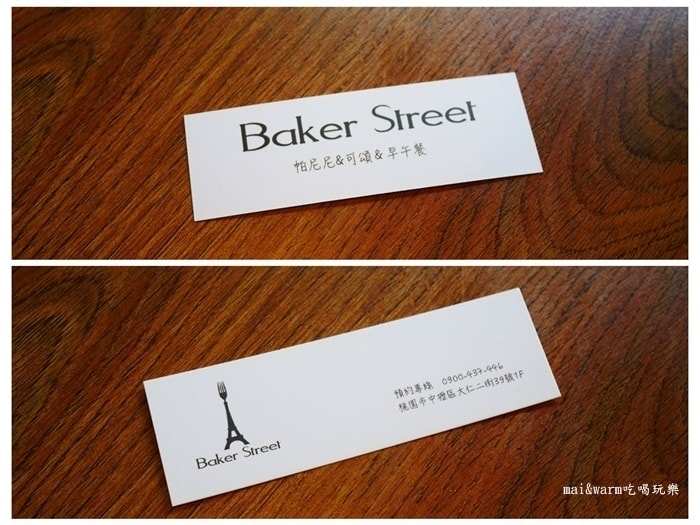 Baker Street
帕尼尼&可頌&早午餐
Baker Street
預約專線 0900-437-446
桃園市中壢區大仁二街39號1F
mai&warm吃喝玩樂